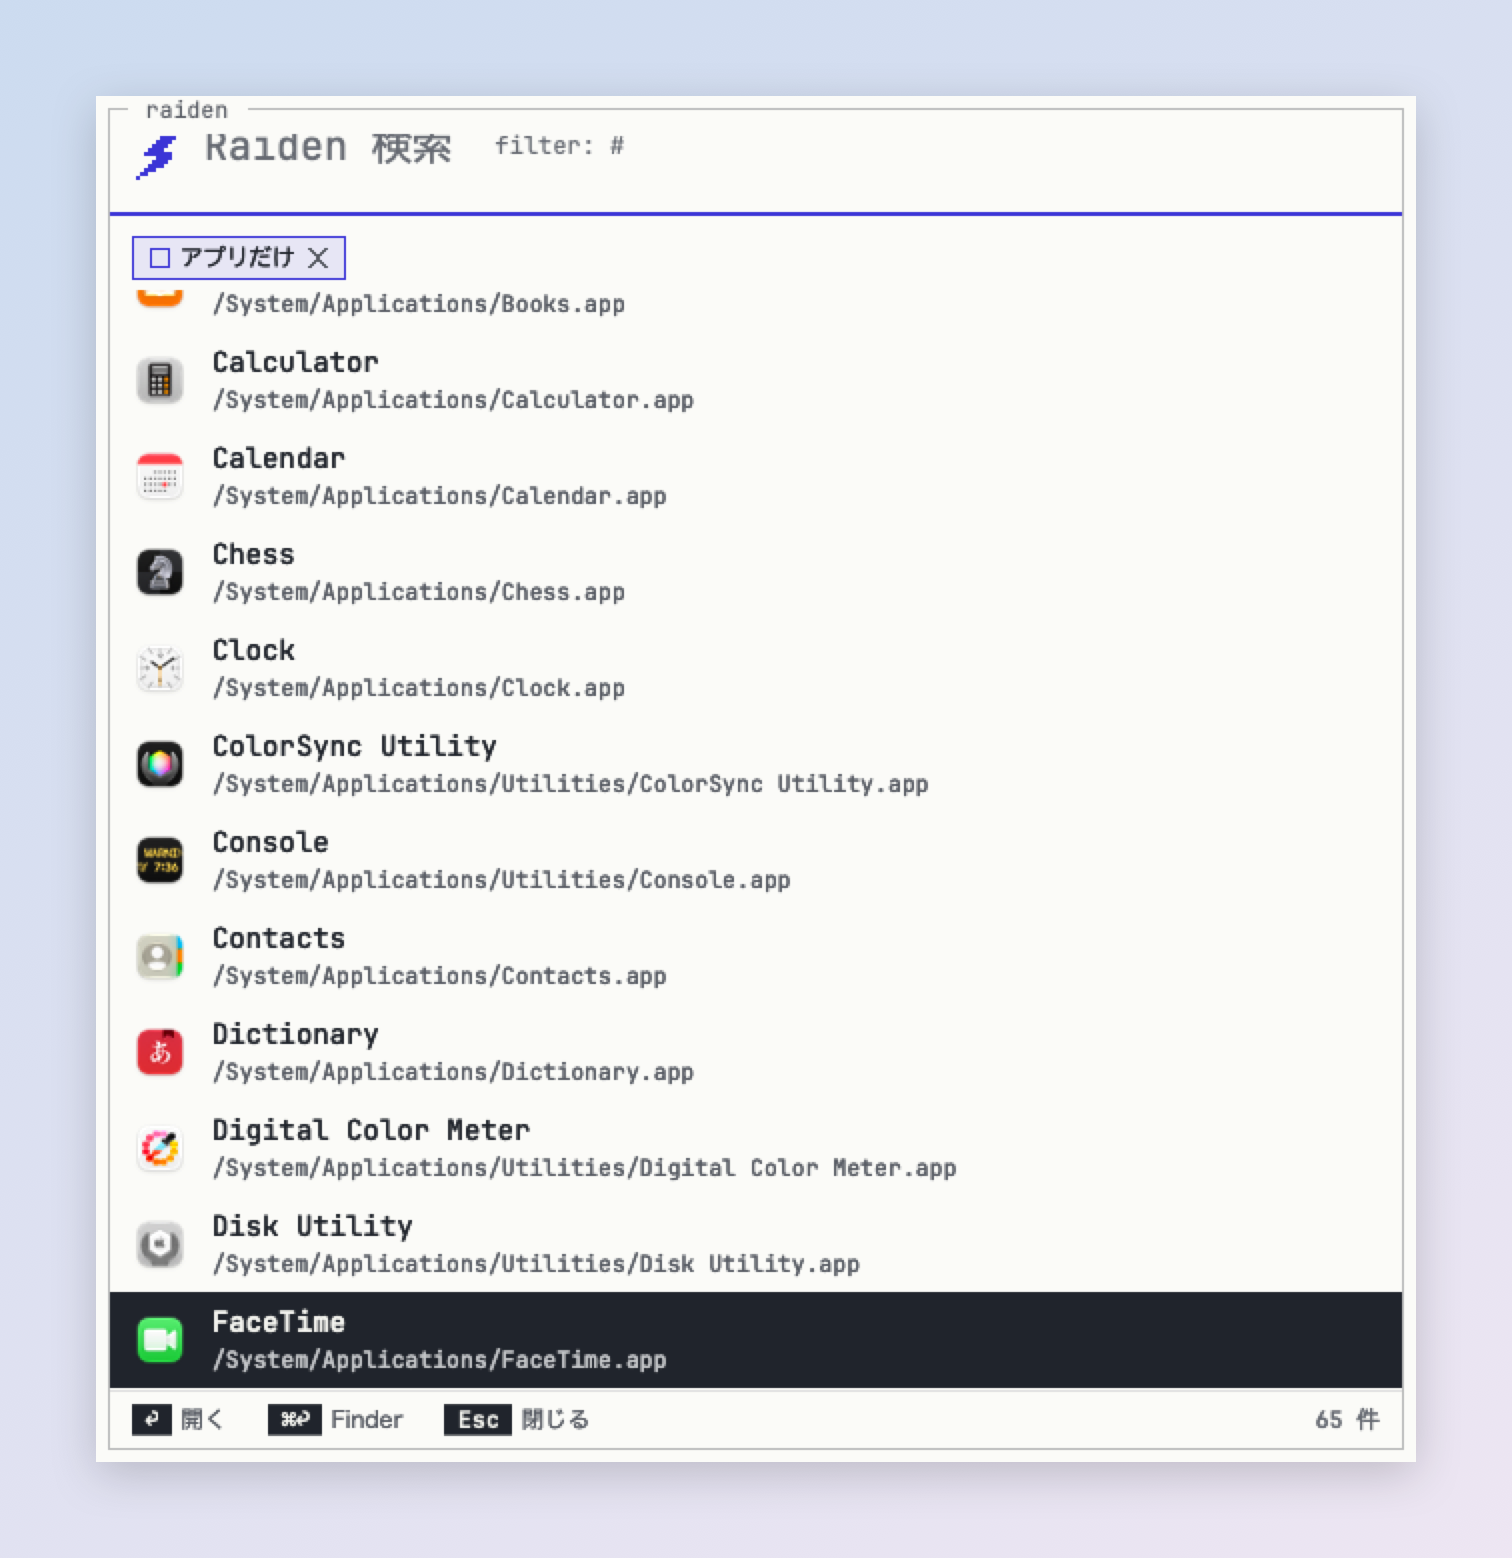 raiden
Raiden 検索 filter: #
アプリだけ
/System/Applications/Books.app
Calculator
/System/Applications/Calculator.app
Calendar
/System/Applications/Calendar.app
Chess
/System/Applications/Chess.app
Clock
/System/Applications/Clock.app
ColorSync Utility
/System/Applications/Utilities/ColorSync Utility.app
WARNI
Y 7:36
Console
/System/Applications/Utilities/Console.app
Contacts
/System/Applications/Contacts.app
あ
Dictionary
/System/Applications/Dictionary.app
Digital Color Meter
/System/Applications/Utilities/Digital Color Meter.app
Disk Utility
/System/Applications/Utilities/Disk Utility.app
FaceTime
/System/Applications/FaceTime.app
⏎ 開く ⌘⏎ Finder Esc 閉じる 65 件